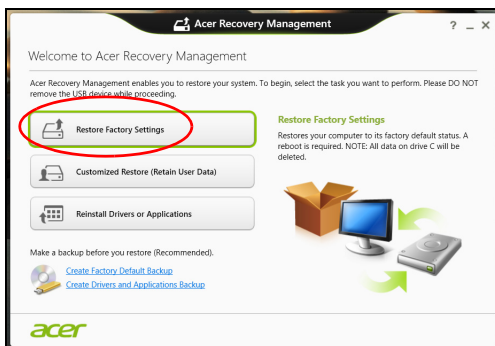 Acer Recovery Management
? _ ×
Welcome to Acer Recovery Management
Acer Recovery Management enables you to restore your system. To begin, select the task you want to perform. Please DO NOT
remove the USB device while proceeding.
Restore Factory Settings
Customized Restore (Retain User Data)
Reinstall Drivers or Applications
Restore Factory Settings
Restores your computer to its factory default status. A
reboot is required. NOTE: All data on drive C will be
deleted.
Make a backup before you restore (Recommended).
Create Factory Default Backup
Create Drivers and Applications Backup
acer